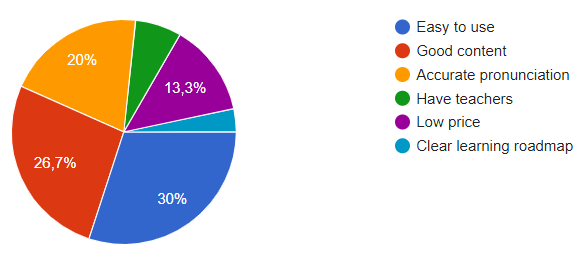 20%
13,3%
26,7%
30%
Easy to use
Good content
Accurate pronunciation
Have teachers
Low price
Clear learning roadmap